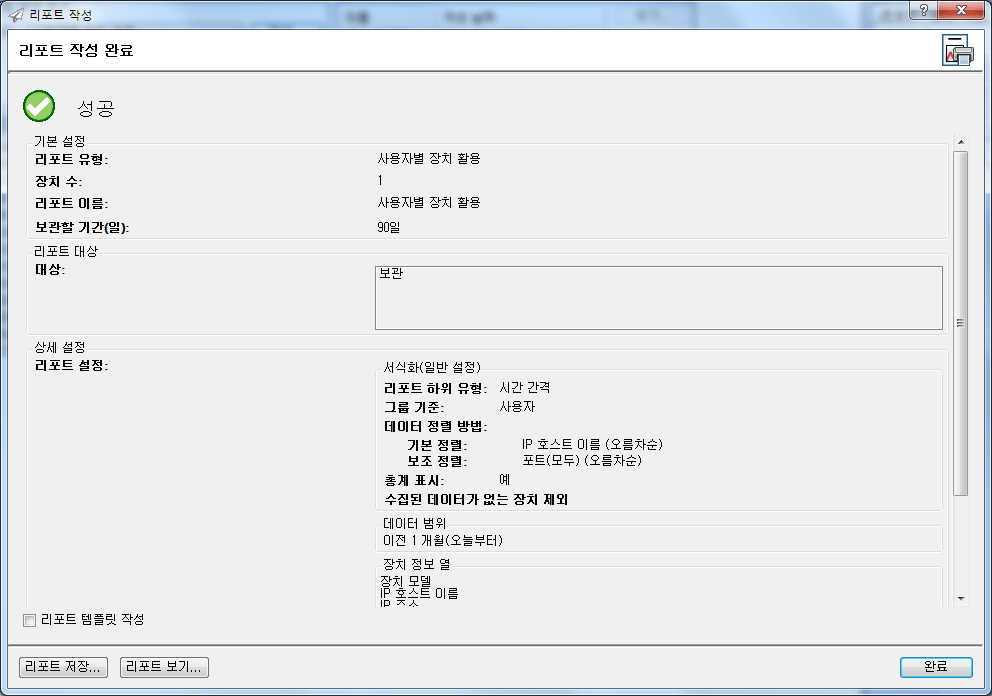 리포트 작성
리포트 작성 완료
성공
기본 설정
리포트 유형: 사용자별 장치 활용
장치 수: 1
리포트 이름: 사용자별 장치 활용
보관할 기간(일): 90일
리포트 대상
대상: 보관
상세 설정
리포트 설정:
서식화(일반 설정)
리포트 하위 유형: 시간 간격
그룹 기준: 사용자
데이터 정렬 방법:
기본 정렬: IP 호스트 이름 (오름차순)
보조 정렬: 포트(모두) (오름차순)
총계 표시: 예
수집된 데이터가 없는 장치 제외
데이터 범위
이전 1 개월(오늘부터)
장치 정보 열
장치 모델
IP 호스트 이름
IP 주소
리포트 템플릿 작성
리포트 저장... 리포트 보기... 완료